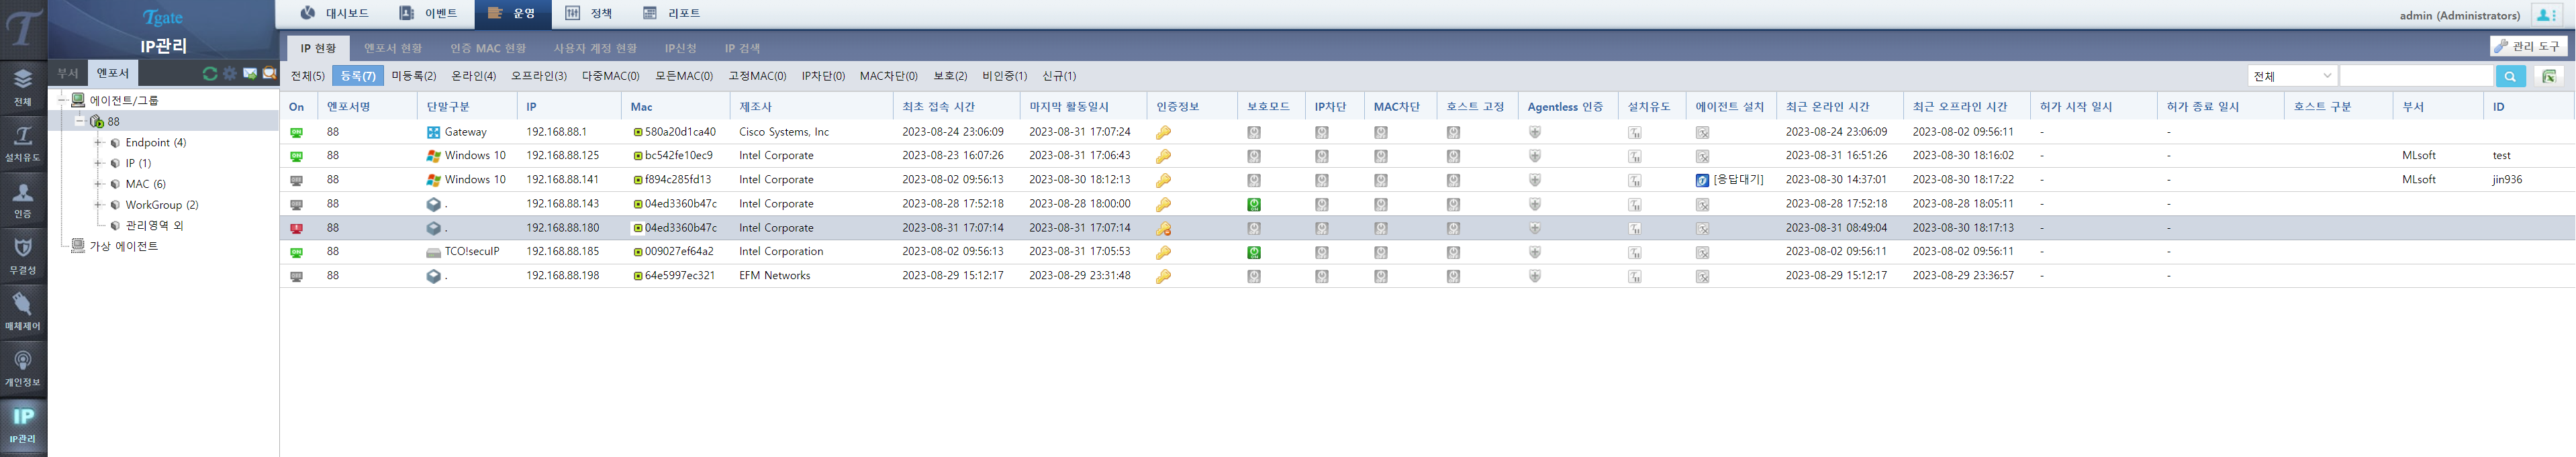 Tgate
IP관리
대시보드 이벤트 운영 정책 리포트
admin (Administrators)
IP 현황 앤포서 현황 인증 MAC 현황 사용자 계정 현황 IP신청 IP 검색
관리 도구
부서 앤포서
전체(5) 등록(7) 미등록(2) 온라인(4) 오프라인(3) 다중MAC(0) 모든MAC(0) 고정MAC(0) IP차단(0) MAC차단(0) 보호(2) 비인증(1) 신규(1)
전체
전체
설치유도
인증
무결성
매체제어
개인정보
IP
IP관리
에이전트/그룹
88
Endpoint (4)
IP (1)
MAC (6)
WorkGroup (2)
관리영역 외
가상 에이전트
On 앤포서명 단말구분 IP Mac 제조사 최초 접속 시간 마지막 활동일시 인증정보 보호모드 IP차단 MAC차단 호스트 고정 Agentless 인증 설치유도 에이전트 설치 최근 온라인 시간 최근 오프라인 시간 허가 시작 일시 허가 종료 일시 호스트 구분 부서 ID
88 Gateway 192.168.88.1 580a20d1ca40 Cisco Systems, Inc 2023-08-24 23:06:09 2023-08-31 17:07:24 2023-08-24 23:06:09 2023-08-02 09:56:11 - -
88 Windows 10 192.168.88.125 bc542fe10ec9 Intel Corporate 2023-08-23 16:07:26 2023-08-31 17:06:43 2023-08-31 16:51:26 2023-08-30 18:16:02 - - MLsoft test
88 Windows 10 192.168.88.141 f894c285fd13 Intel Corporate 2023-08-02 09:56:13 2023-08-30 18:12:13 [응답대기] 2023-08-30 14:37:01 2023-08-30 18:17:22 - - MLsoft jin936
88 . 192.168.88.143 04ed3360b47c Intel Corporate 2023-08-28 17:52:18 2023-08-28 18:00:00 2023-08-28 17:52:18 2023-08-28 18:05:11 - -
88 . 192.168.88.180 04ed3360b47c Intel Corporate 2023-08-31 17:07:14 2023-08-31 17:07:14 2023-08-31 08:49:04 2023-08-30 18:17:13 - -
88 TCO!secuIP 192.168.88.185 009027ef64a2 Intel Corporation 2023-08-02 09:56:13 2023-08-31 17:05:53 2023-08-02 09:56:11 2023-08-02 09:56:11 - -
88 . 192.168.88.198 64e5997ec321 EFM Networks 2023-08-29 15:12:17 2023-08-29 23:31:48 2023-08-29 15:12:17 2023-08-29 23:36:57 - -